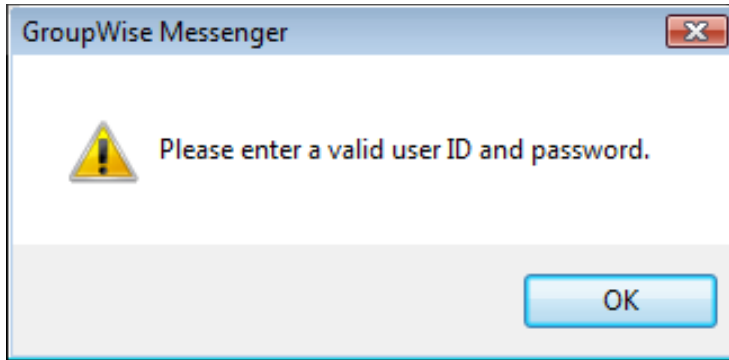 GroupWise Messenger
Please enter a valid user ID and password.
OK